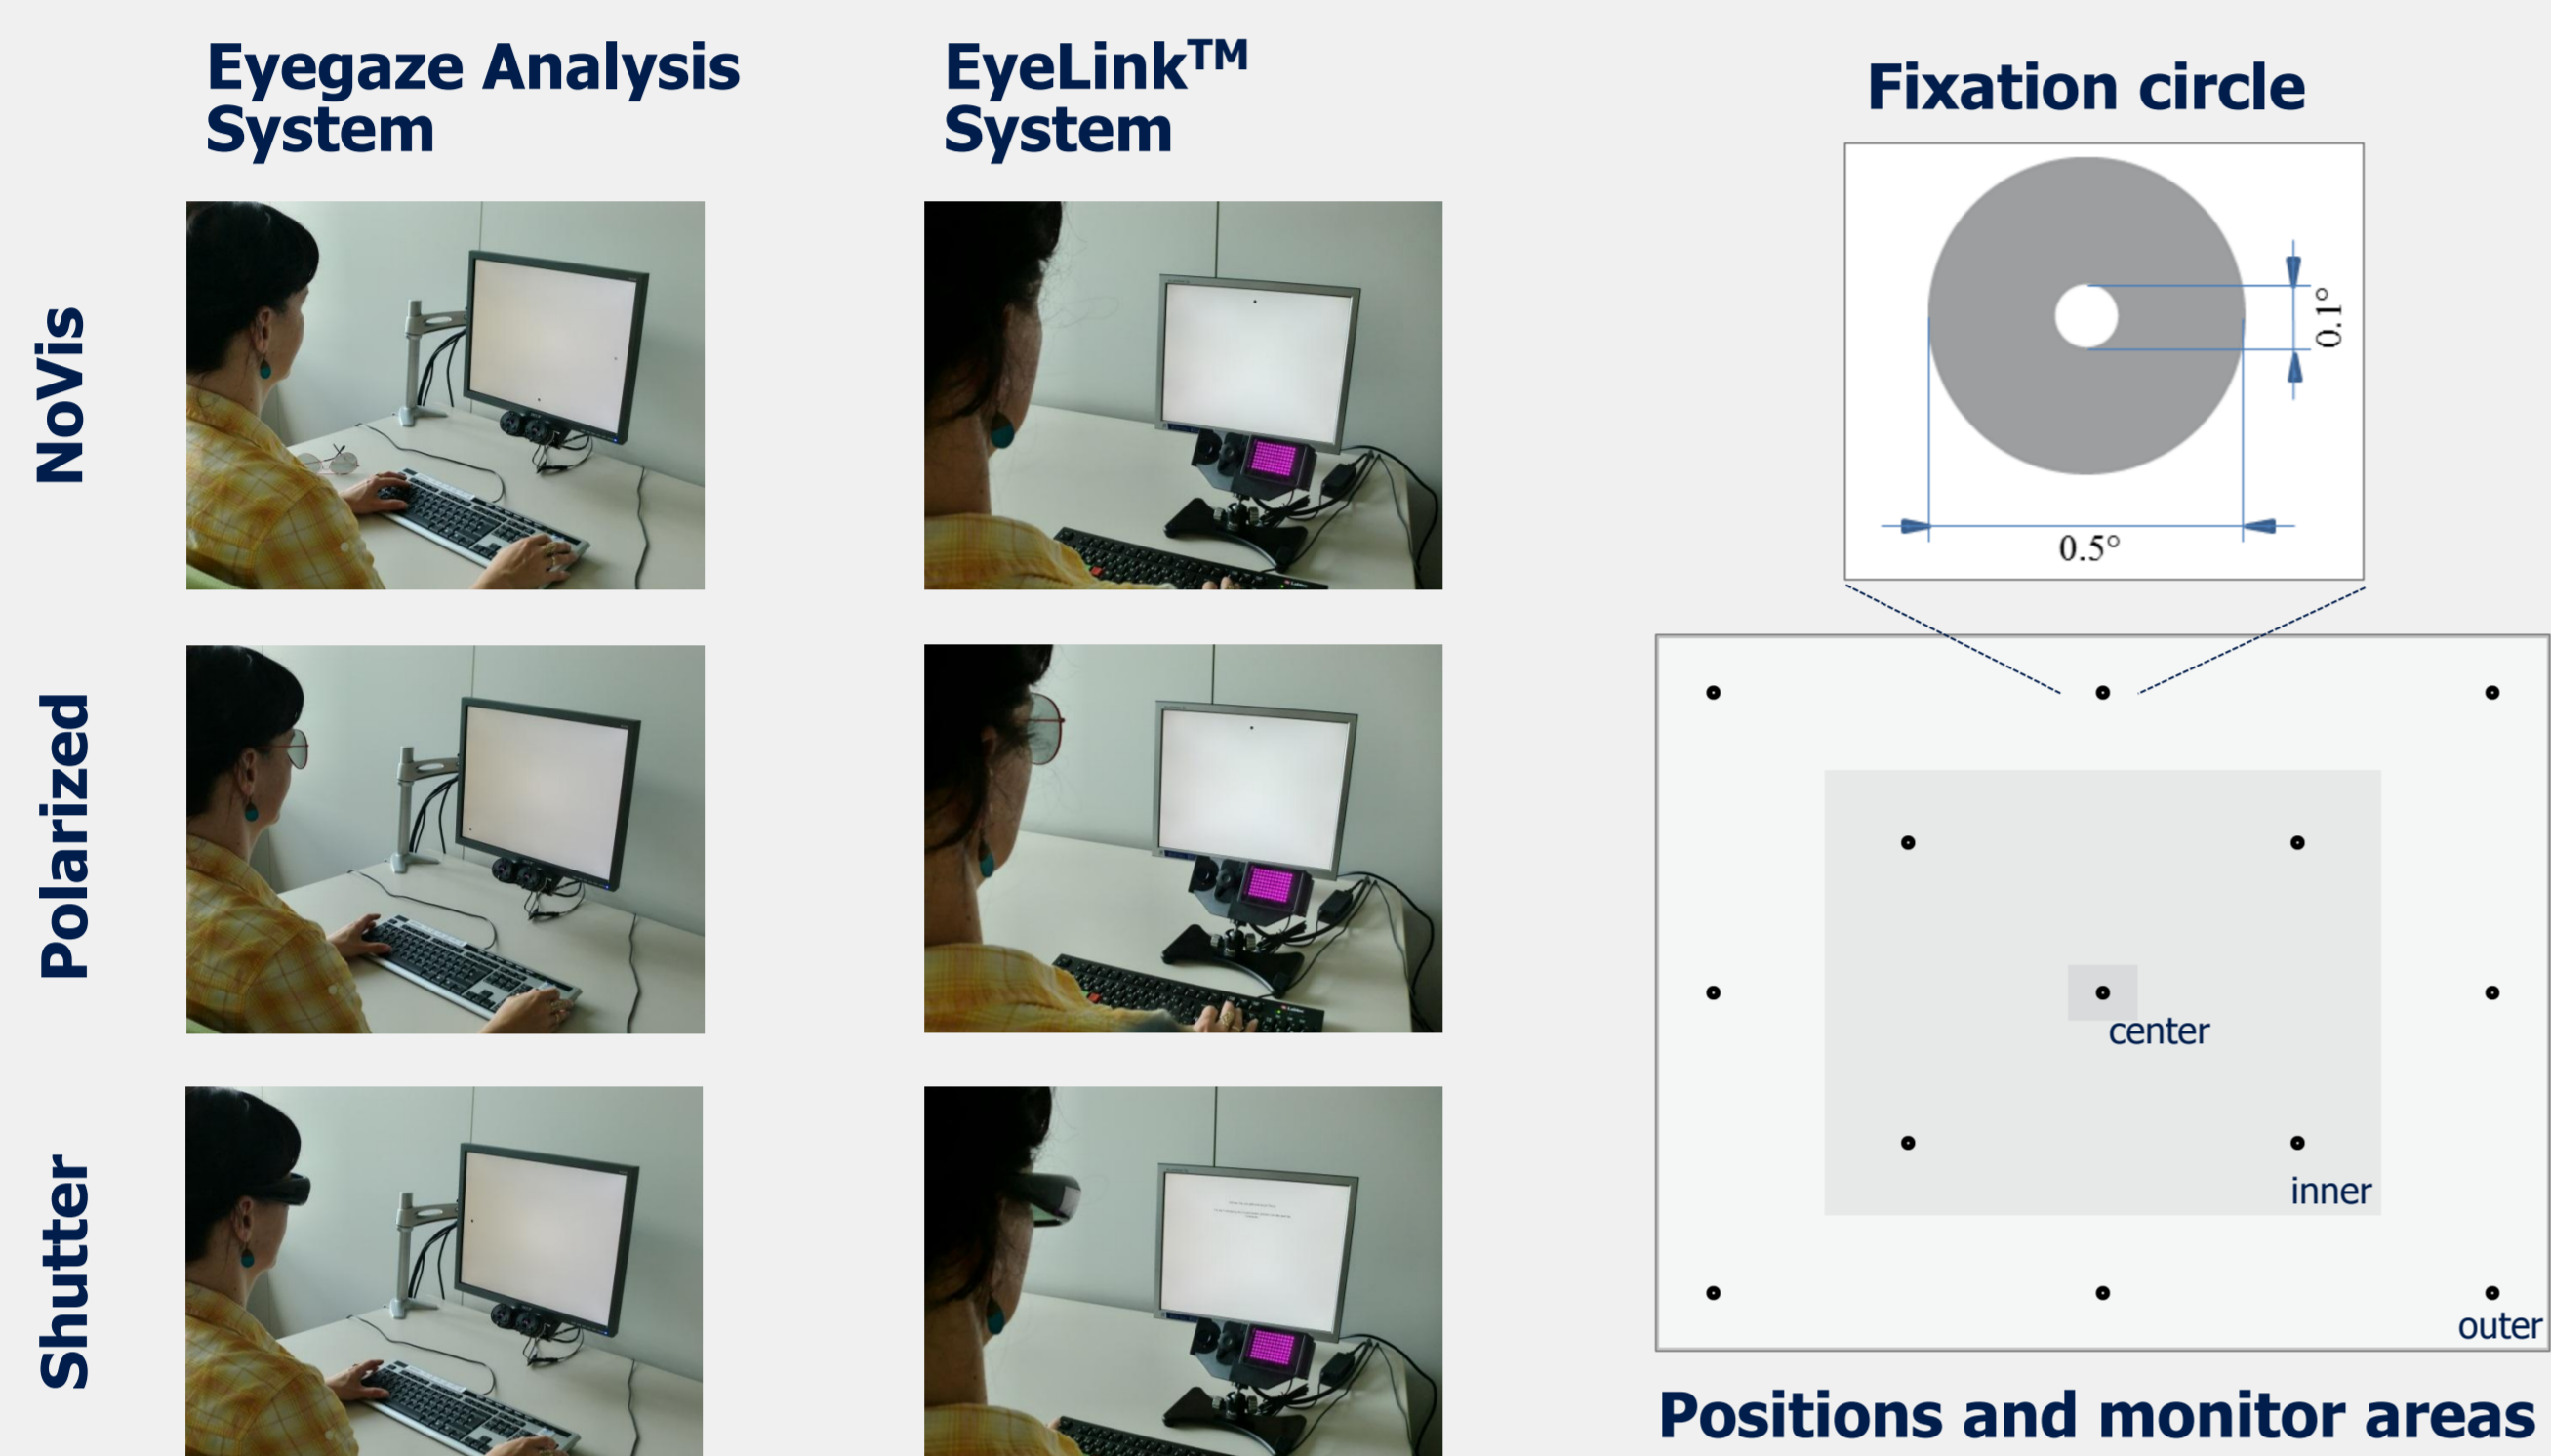 Eyegaze Analysis
System
EyeLink™
System
Fixation circle
NoVis
0.1°
0.5°
Polarized
center
Shutter
inner
outer
Positions and monitor areas